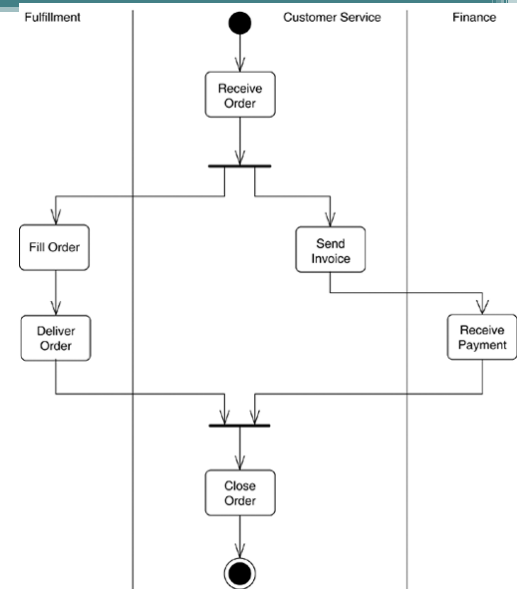 Fulfillment
Customer Service
Finance
Receive
Order
Fill Order
Send
Invoice
Deliver
Order
Receive
Payment
Close
Order